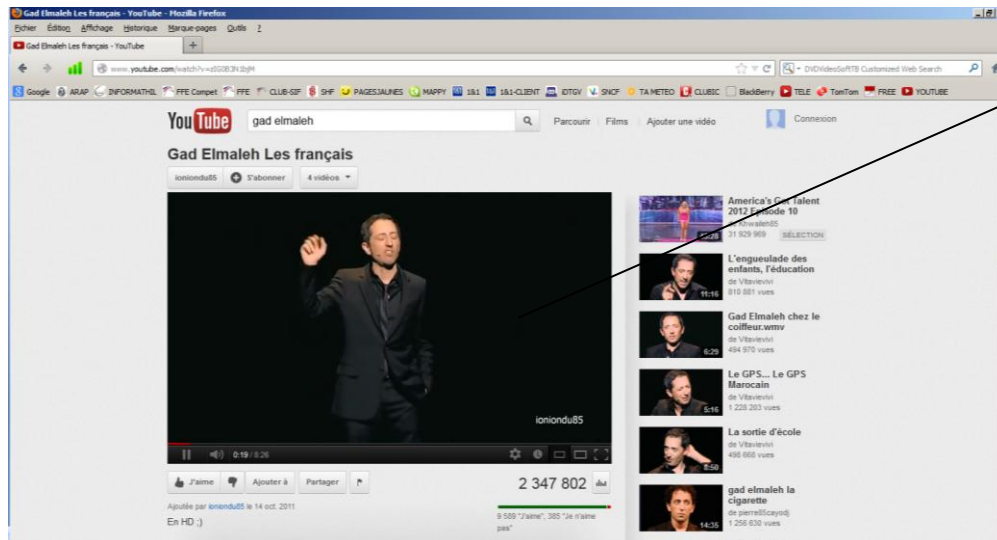 Gad Elmaleh Les français - YouTube - Mozilla Firefox
Fichier Édition Affichage Historique Marque-pages Outils ?
Gad Elmaleh Les français - YouTube +
www.youtube.com/watch?v= DVDVideoSoftTB Customized Web Search
Google ARAP INFORMATHIL FFE Compet FFE CLUB-SIF SHF PAGESJAUNES MAPPY 1&1 1&1-CLIENT IDTGV SNCF TA METEO CLUBIC BlackBerry TELE TomTom FREE YOUTUBE
YouTube gad elmaleh Parcourir Films Ajouter une vidéo Connexion
Gad Elmaleh Les français
ioniondu85 S'abonner 4 vidéos
ioniondu85
0:19 / 8:26
J'aime Ajouter à Partager 2 347 802
Ajoutée par ioniondu85 le 14 oct. 2011
En HD ;)
9 589 "J'aime", 385 "Je n'aime
pas"
America's Got Talent
2012 Episode 10
de Khwaileh85
31 929 969 SÉLECTION
L'engueulade des
enfants, l'éducation
de Vitavievivi
810 881 vues
11:16
Gad Elmaleh chez le
coiffeur.wmv
de Vitavievivi
494 970 vues
6:29
Le GPS... Le GPS
Marocain
de Vitavievivi
1 228 203 vues
5:16
La sortie d'école
de Vitavievivi
498 668 vues
8:50
gad elmaleh la
cigarette
de pierre85cayodj
1 256 630 vues
14:35